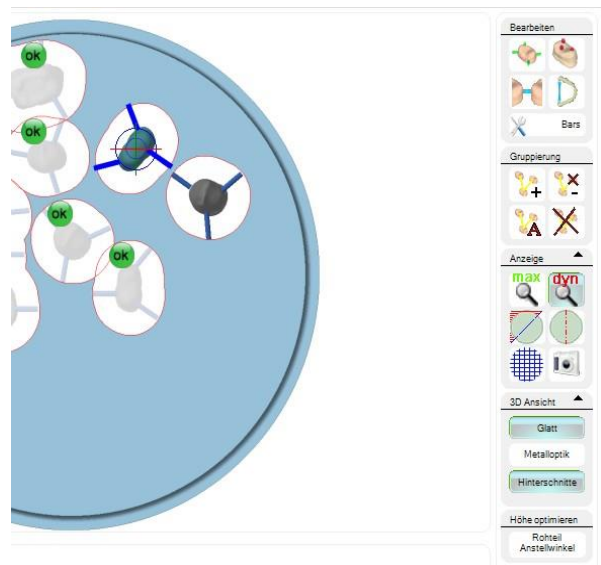 ok
ok
ok
ok
Bearbeiten
Bars
Gruppierung
+
-
A
Anzeige
max
dyn
3D Ansicht
Glatt
Metalloptik
Hinterschnitte
Höhe optimieren
Rohteil
Anstellwinkel